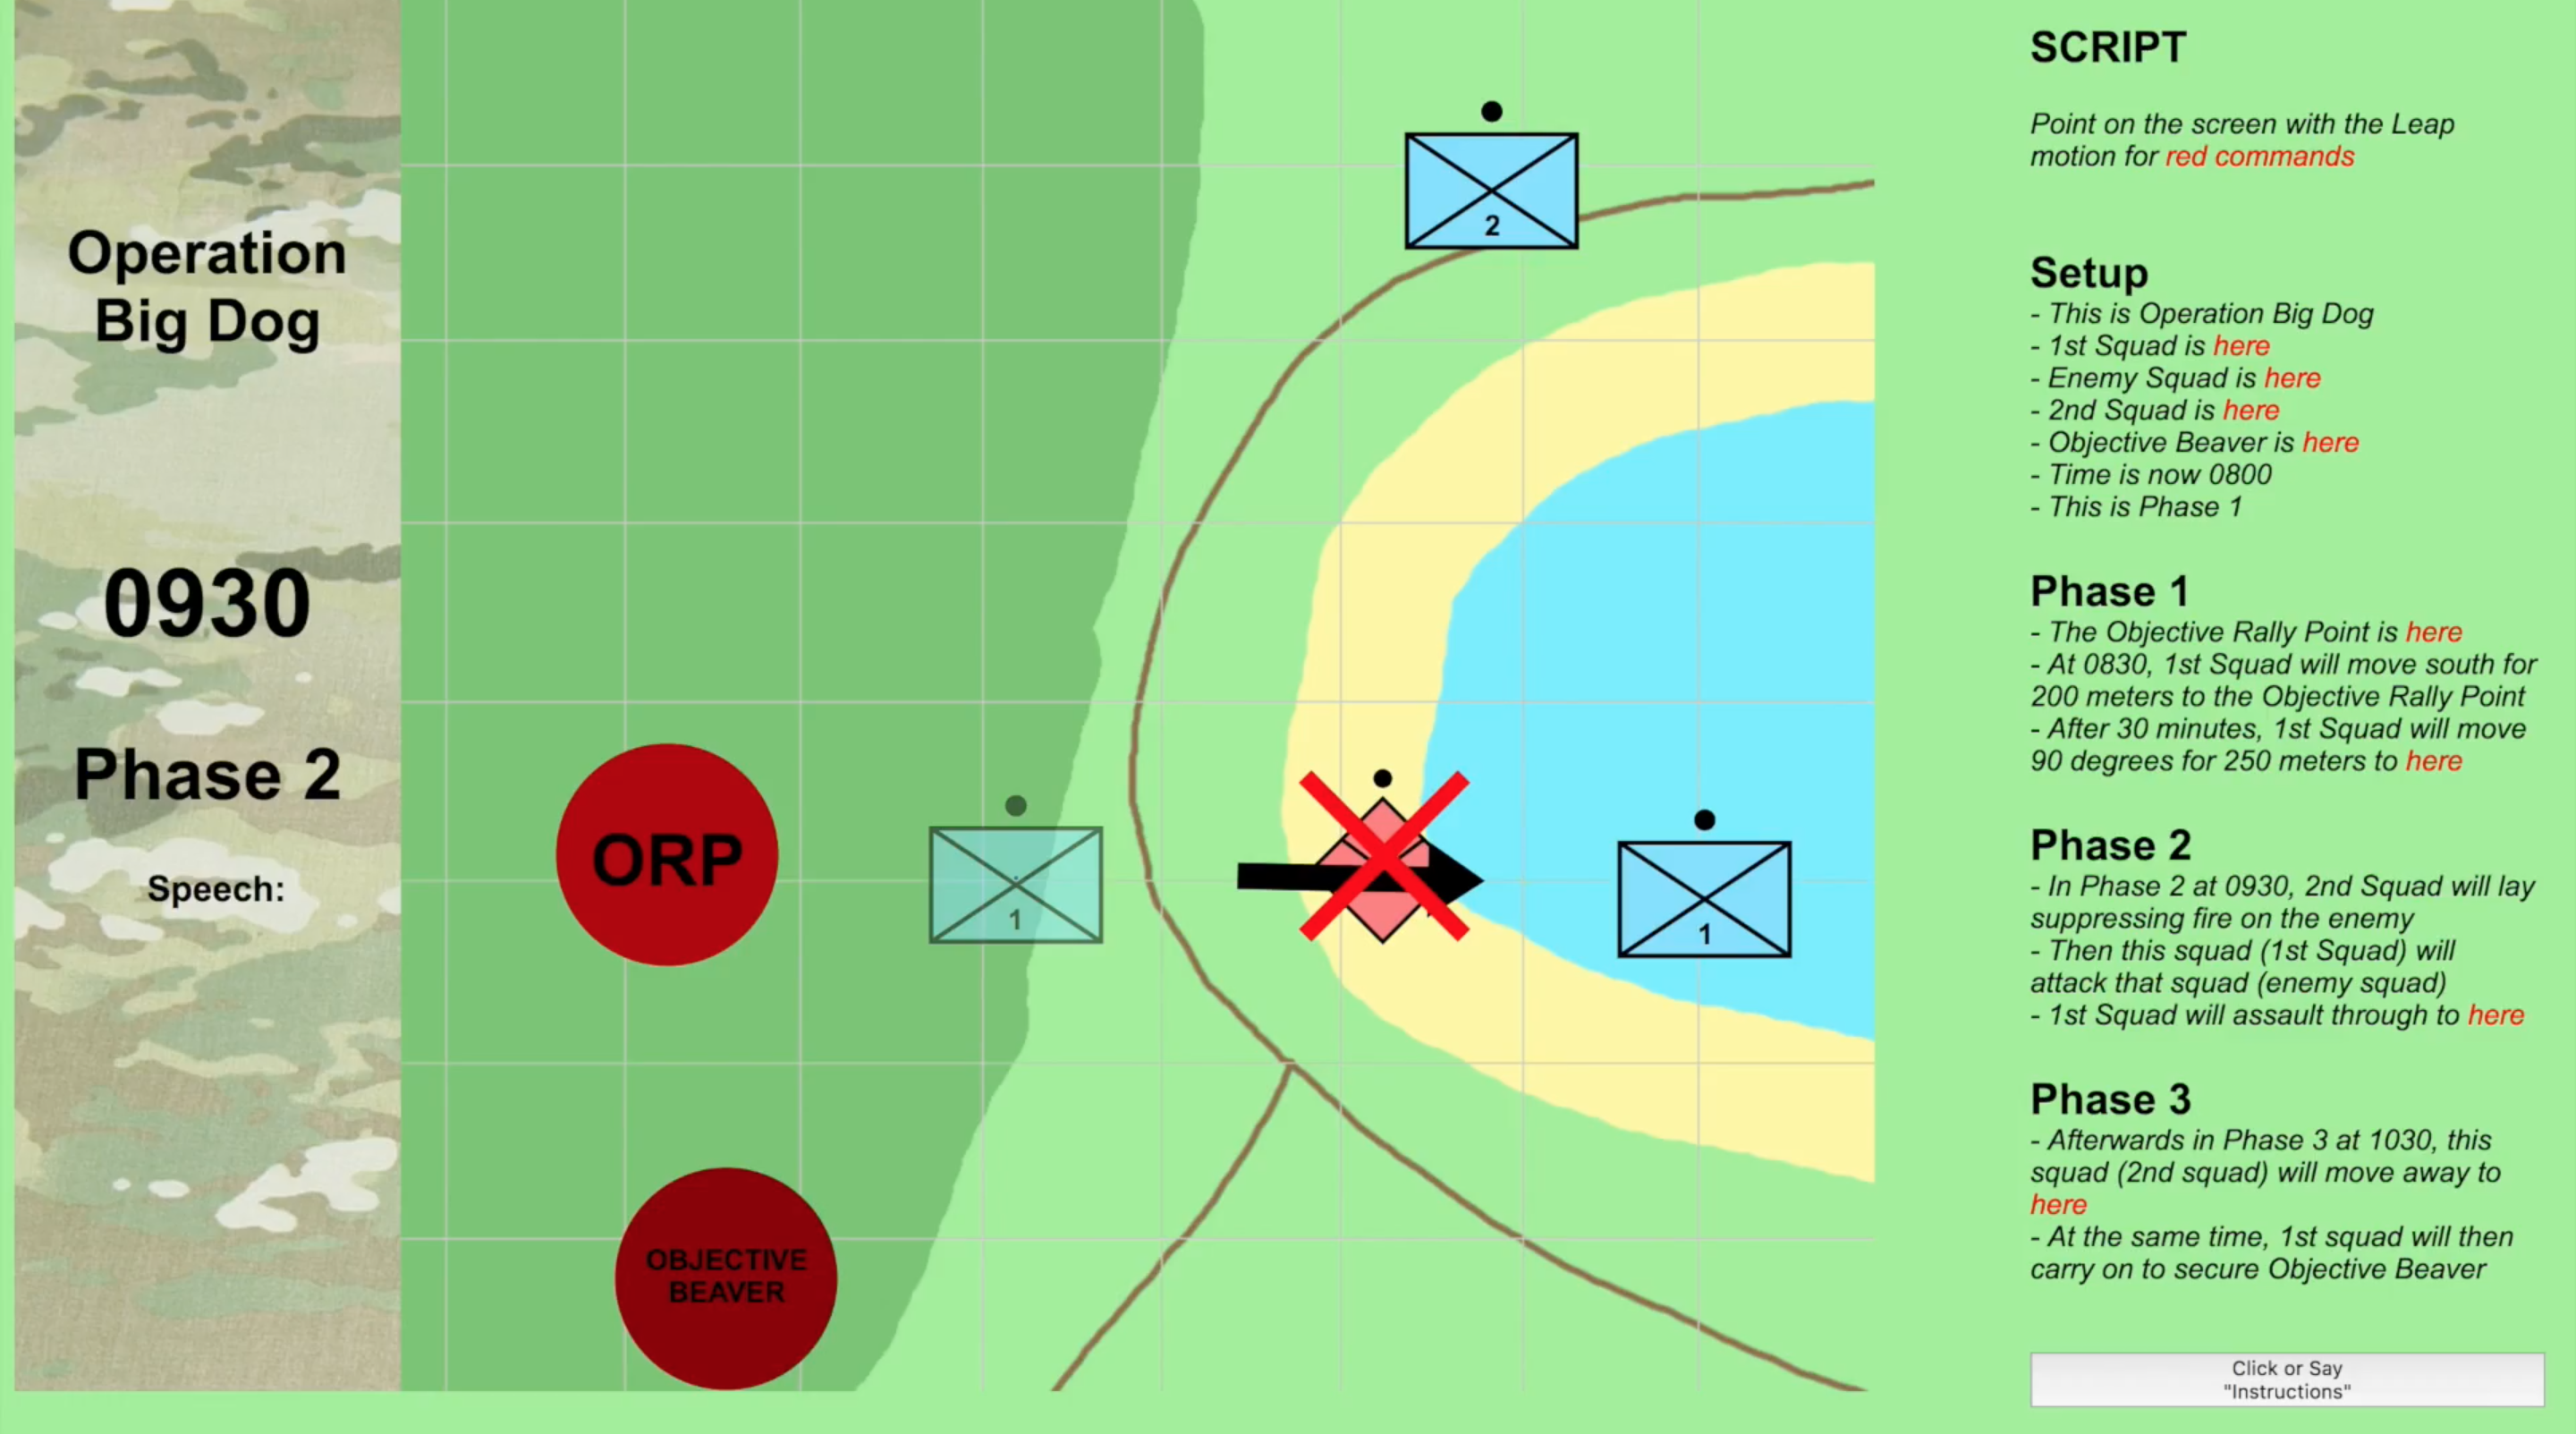 Operation
Big Dog
0930
Phase 2
Speech:
2
ORP
1
1
OBJECTIVE
BEAVER
SCRIPT
Point on the screen with the Leap
motion for red commands
Setup
- This is Operation Big Dog
- 1st Squad is here
- Enemy Squad is here
- 2nd Squad is here
- Objective Beaver is here
- Time is now 0800
- This is Phase 1
Phase 1
- The Objective Rally Point is here
- At 0830, 1st Squad will move south for
200 meters to the Objective Rally Point
- After 30 minutes, 1st Squad will move
90 degrees for 250 meters to here
Phase 2
- In Phase 2 at 0930, 2nd Squad will lay
suppressing fire on the enemy
- Then this squad (1st Squad) will
attack that squad (enemy squad)
- 1st Squad will assault through to here
Phase 3
- Afterwards in Phase 3 at 1030, this
squad (2nd squad) will move away to
here
- At the same time, 1st squad will then
carry on to secure Objective Beaver
Click or Say
"Instructions"